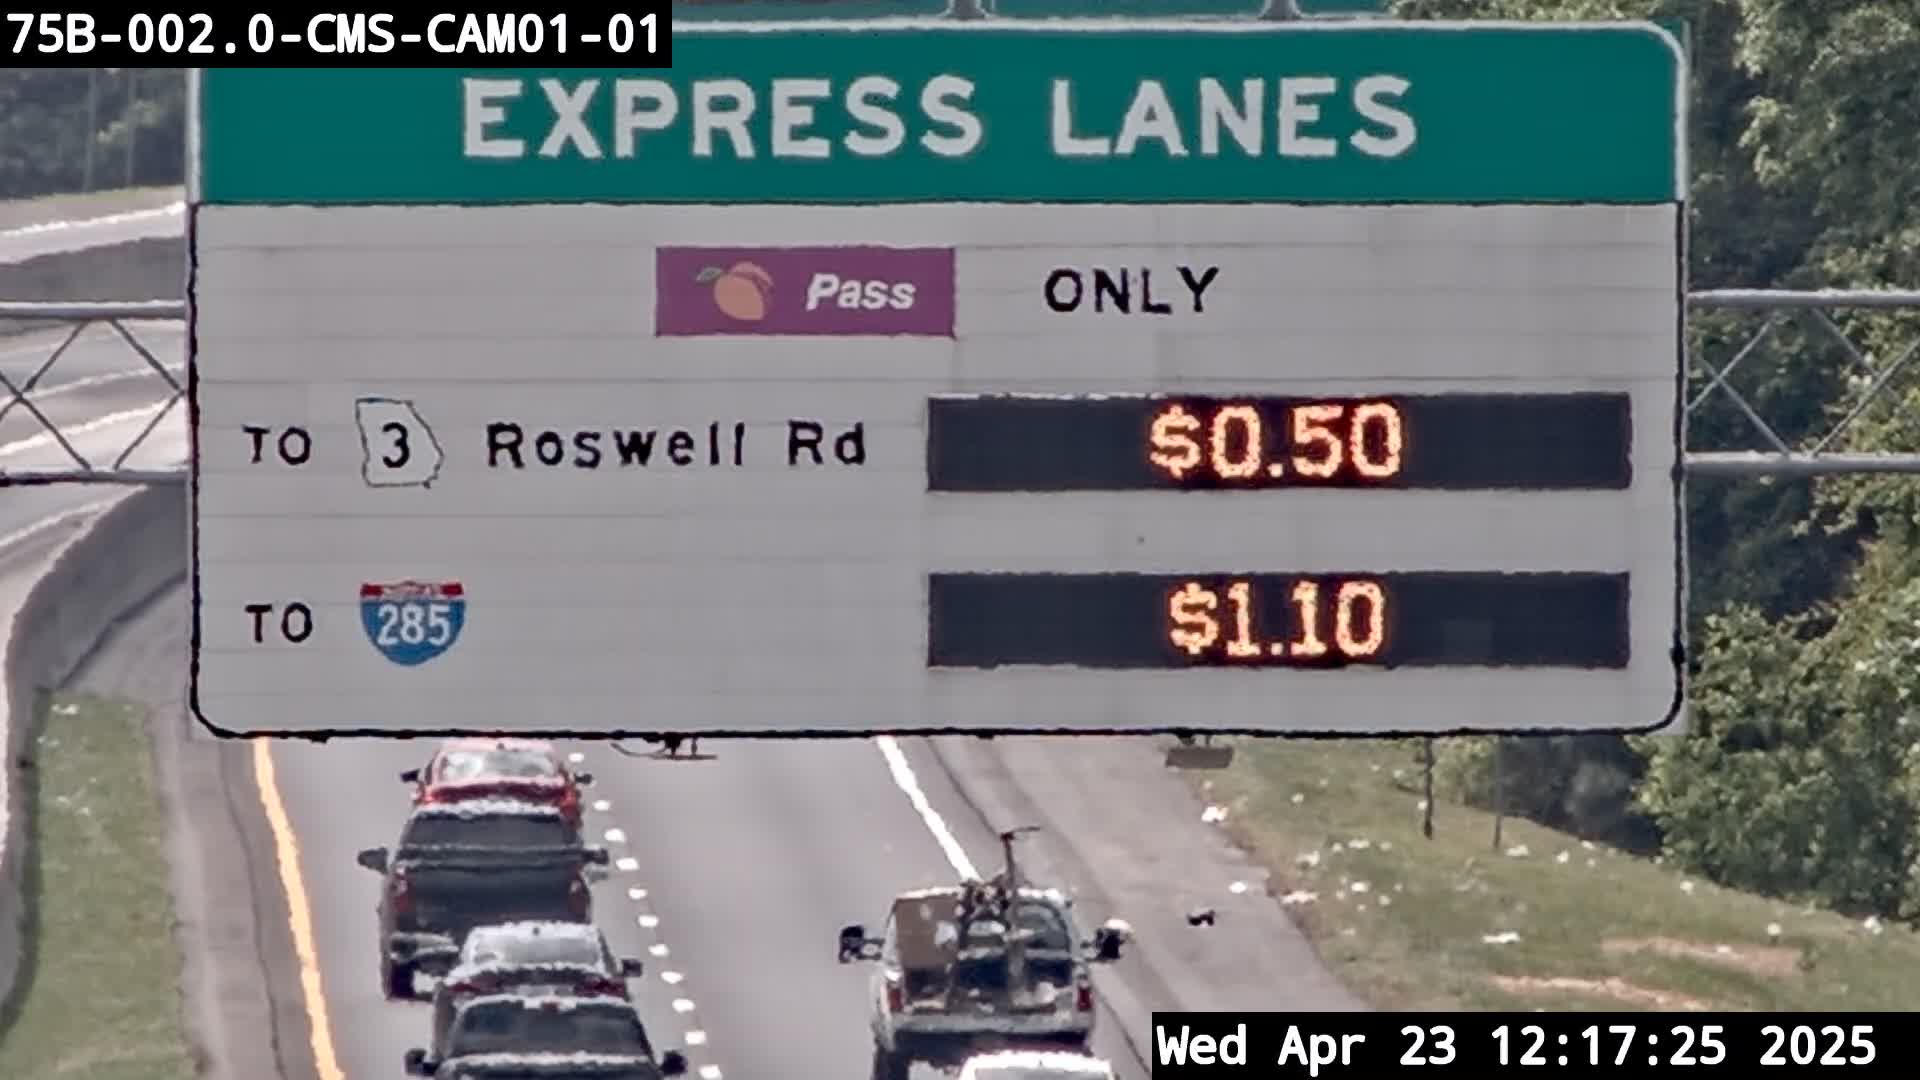 75B-002.0-CMS-CAM01-01
EXPRESS LANES
Pass ONLY
TO 3 Roswell Rd $0.50
TO 285 $1.10
Wed Apr 23 12:17:25 2025